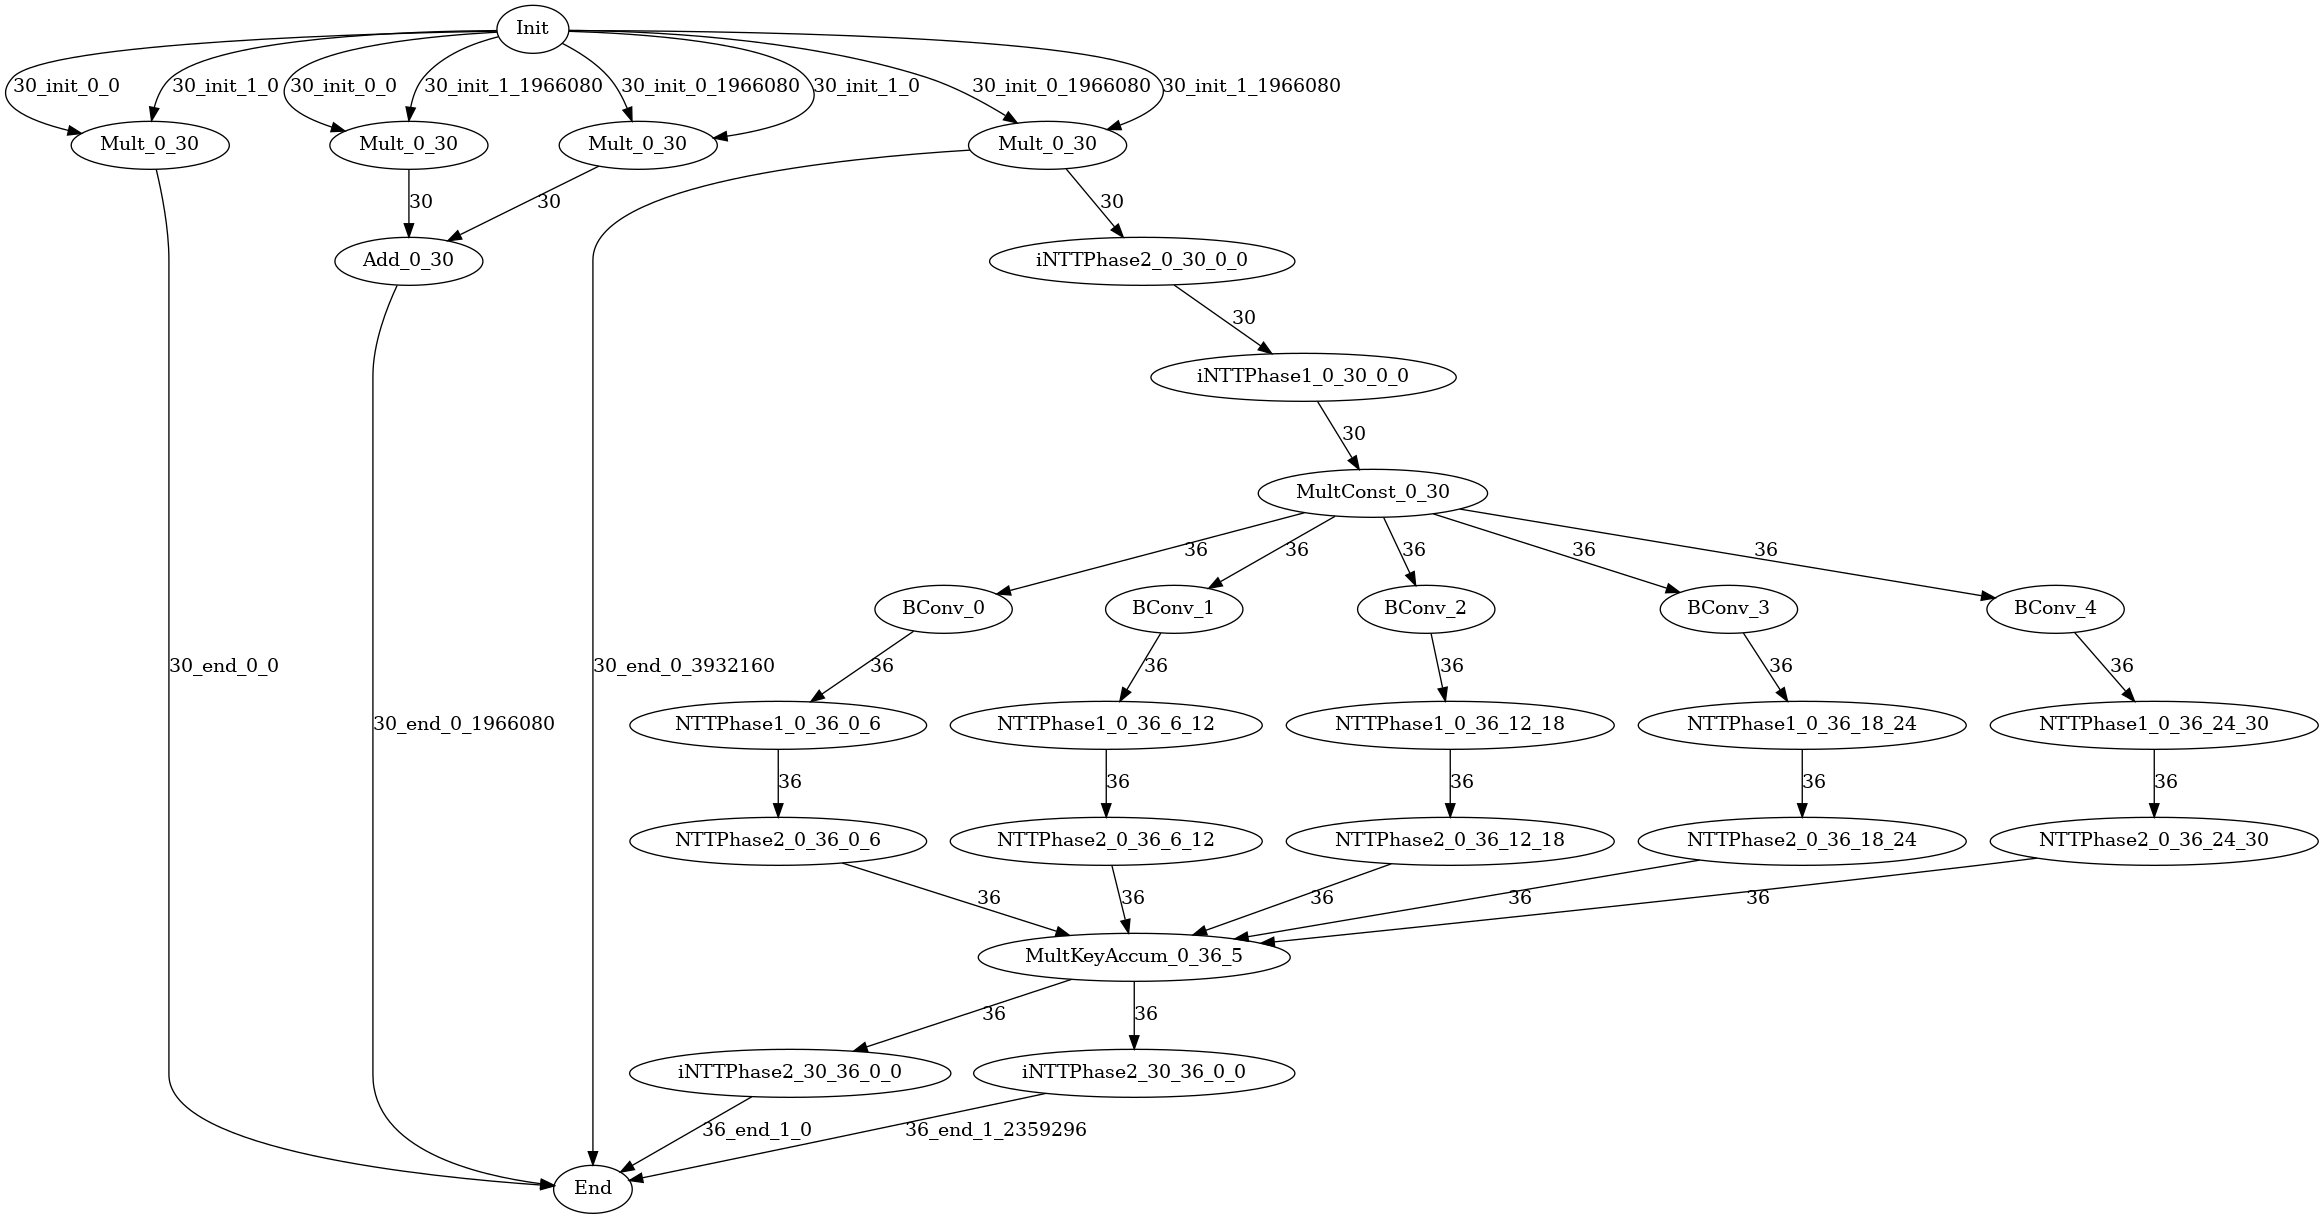 Init
30_init_0_0
30_init_1_0
30_init_0_0
30_init_1_1966080
30_init_0_1966080
30_init_1_0
30_init_0_1966080
30_init_1_1966080
Mult_0_30
Mult_0_30
Mult_0_30
Mult_0_30
30
30
30
Add_0_30
iNTTPhase2_0_30_0_0
30
iNTTPhase1_0_30_0_0
30
MultConst_0_30
36
36
36
36
36
BConv_0
BConv_1
BConv_2
BConv_3
BConv_4
30_end_0_0
30_end_0_3932160
36
36
36
36
36
30_end_0_1966080
NTTPhase1_0_36_0_6
NTTPhase1_0_36_6_12
NTTPhase1_0_36_12_18
NTTPhase1_0_36_18_24
NTTPhase1_0_36_24_30
36
36
36
36
36
NTTPhase2_0_36_0_6
NTTPhase2_0_36_6_12
NTTPhase2_0_36_12_18
NTTPhase2_0_36_18_24
NTTPhase2_0_36_24_30
36
36
36
36
36
MultKeyAccum_0_36_5
36
36
iNTTPhase2_30_36_0_0
iNTTPhase2_30_36_0_0
36_end_1_0
36_end_1_2359296
End